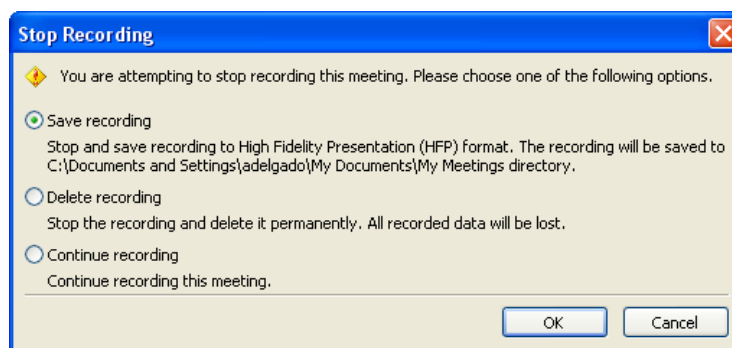 Stop Recording
You are attempting to stop recording this meeting. Please choose one of the following options.
Save recording
Stop and save recording to High Fidelity Presentation (HFP) format. The recording will be saved to
C:\Documents and Settings\adelgado\My Documents\My Meetings directory.
Delete recording
Stop the recording and delete it permanently. All recorded data will be lost.
Continue recording
Continue recording this meeting.
OK Cancel